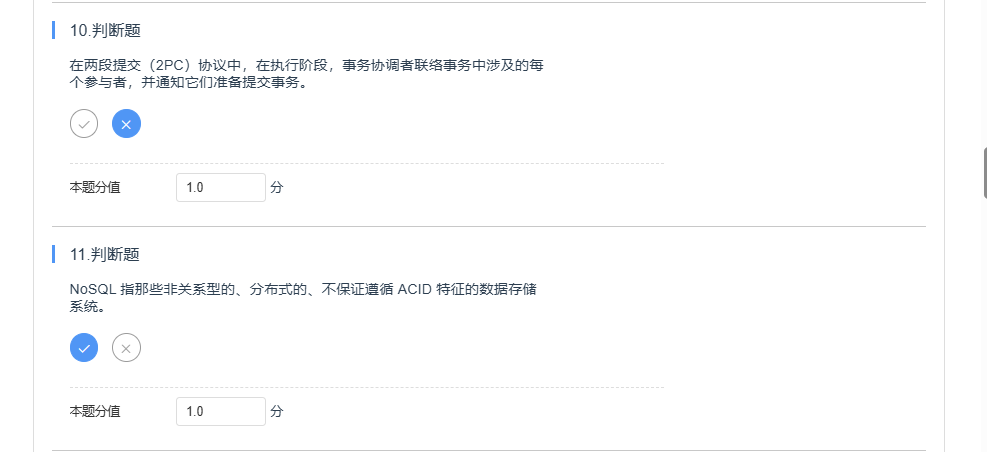 10.判断题
在两段提交（2PC）协议中，在执行阶段，事务协调者联络事务中涉及的每
个参与者，并通知它们准备提交事务。
本题分值 1.0 分
11.判断题
NoSQL 指那些非关系型的、分布式的、不保证遵循 ACID 特征的数据存储
系统。
本题分值 1.0 分